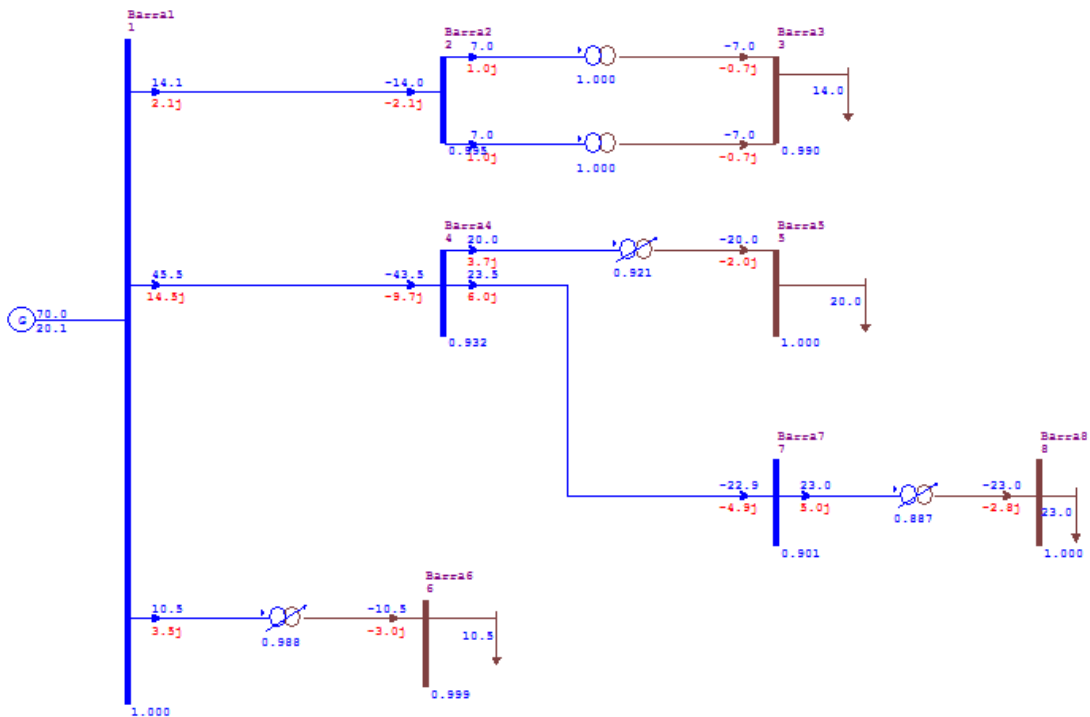 Barra1
1
14.1
2.1j
-14.0
-2.1j
Barra2
2
7.0
1.0j
1.000
-7.0
-0.7j
Barra3
3
14.0
7.0
0.995
1.0j
1.000
-7.0
-0.7j
0.990
45.5
14.5j
-43.5
-9.7j
Barra4
4
20.0
3.7j
23.5
6.0j
0.932
0.921
-20.0
-2.0j
Barra5
5
20.0
1.000
G
70.0
20.1
-22.9
-4.9j
Barra7
7
23.0
5.0j
0.901
0.887
-23.0
-2.8j
Barra8
8
23.0
1.000
10.5
3.5j
0.988
-10.5
-3.0j
Barra6
6
10.5
0.999
1.000